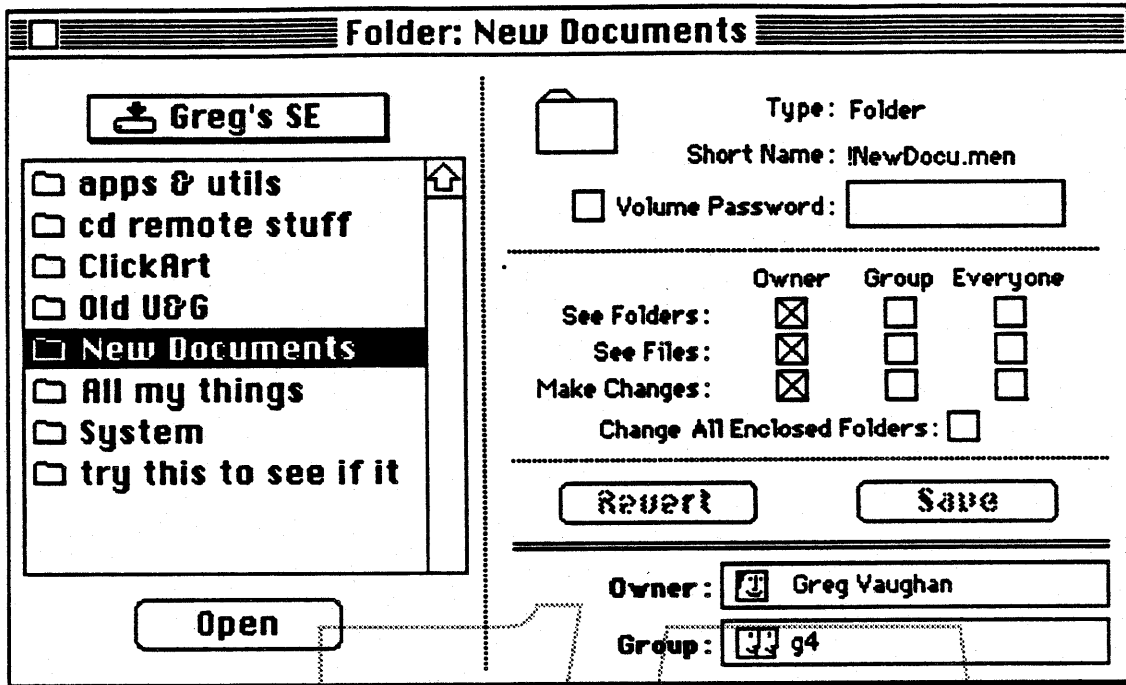 Folder: New Documents
Greg's SE
apps & utils
cd remote stuff
ClickArt
Old U&G
New Documents
All my things
System
try this to see if it
Open
Type: Folder
Short Name: !NewDocu.men
Volume Password:
Owner Group Everyone
See Folders:
See Files:
Make Changes:
Change All Enclosed Folders:
Revert Save
Owner: Greg Vaughan
Group: g4